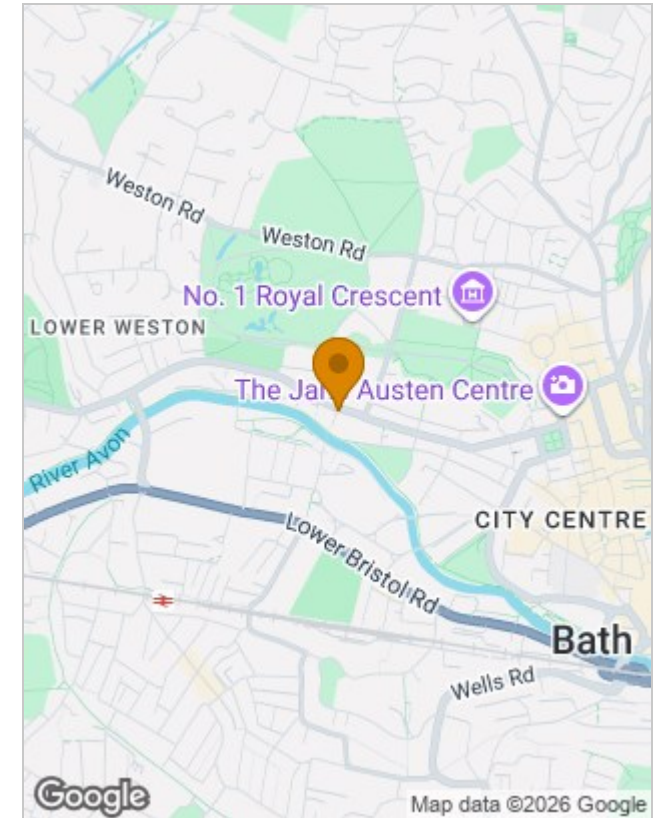 Weston Rd
Weston Rd
No. 1 Royal Crescent
LOWER WESTON
The Jane Austen Centre
River Avon
CITY CENTRE
Lower Bristol Rd
Bath
Wells Rd
Google
Map data ©2026 Google